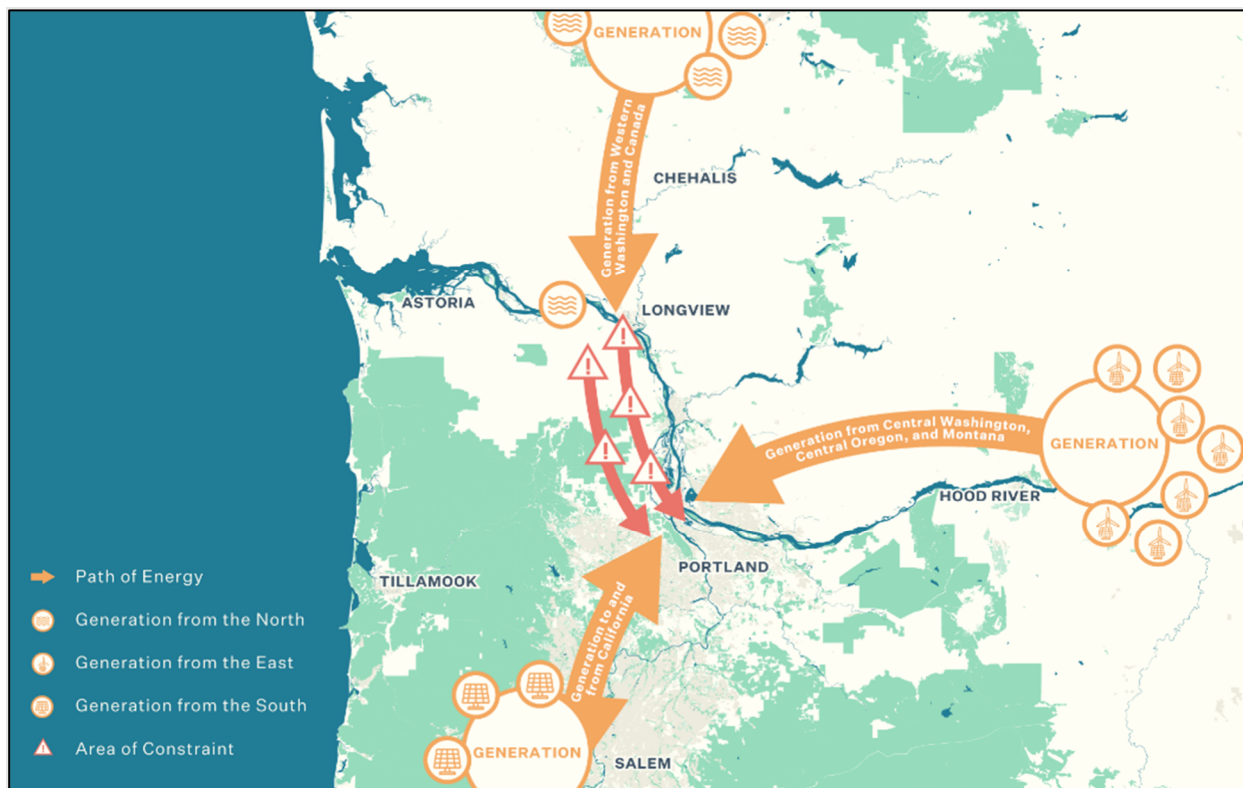 GENERATION
Generation from Western
Washington and Canada
CHEHALIS
ASTORIA
LONGVIEW
Generation from Central Washington,
Central Oregon, and Montana
GENERATION
HOOD RIVER
PORTLAND
TILLAMOOK
Generation to and
from California
GENERATION
SALEM
Path of Energy
Generation from the North
Generation from the East
Generation from the South
Area of Constraint